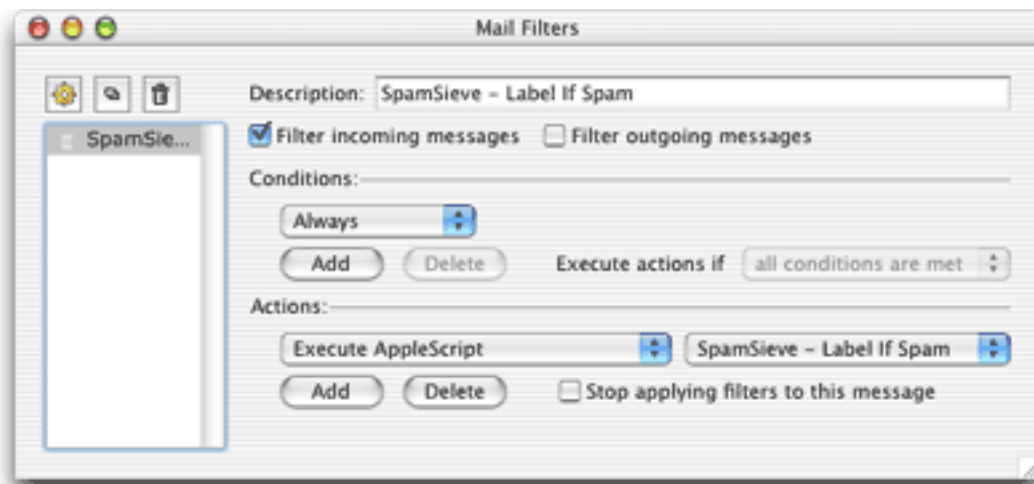 Mail Filters
Description: SpamSieve - Label If Spam
SpamSie...
Filter incoming messages Filter outgoing messages
Conditions:
Always
Add Delete Execute actions if all conditions are met
Actions:
Execute AppleScript SpamSieve - Label If Spam
Add Delete Stop applying filters to this message